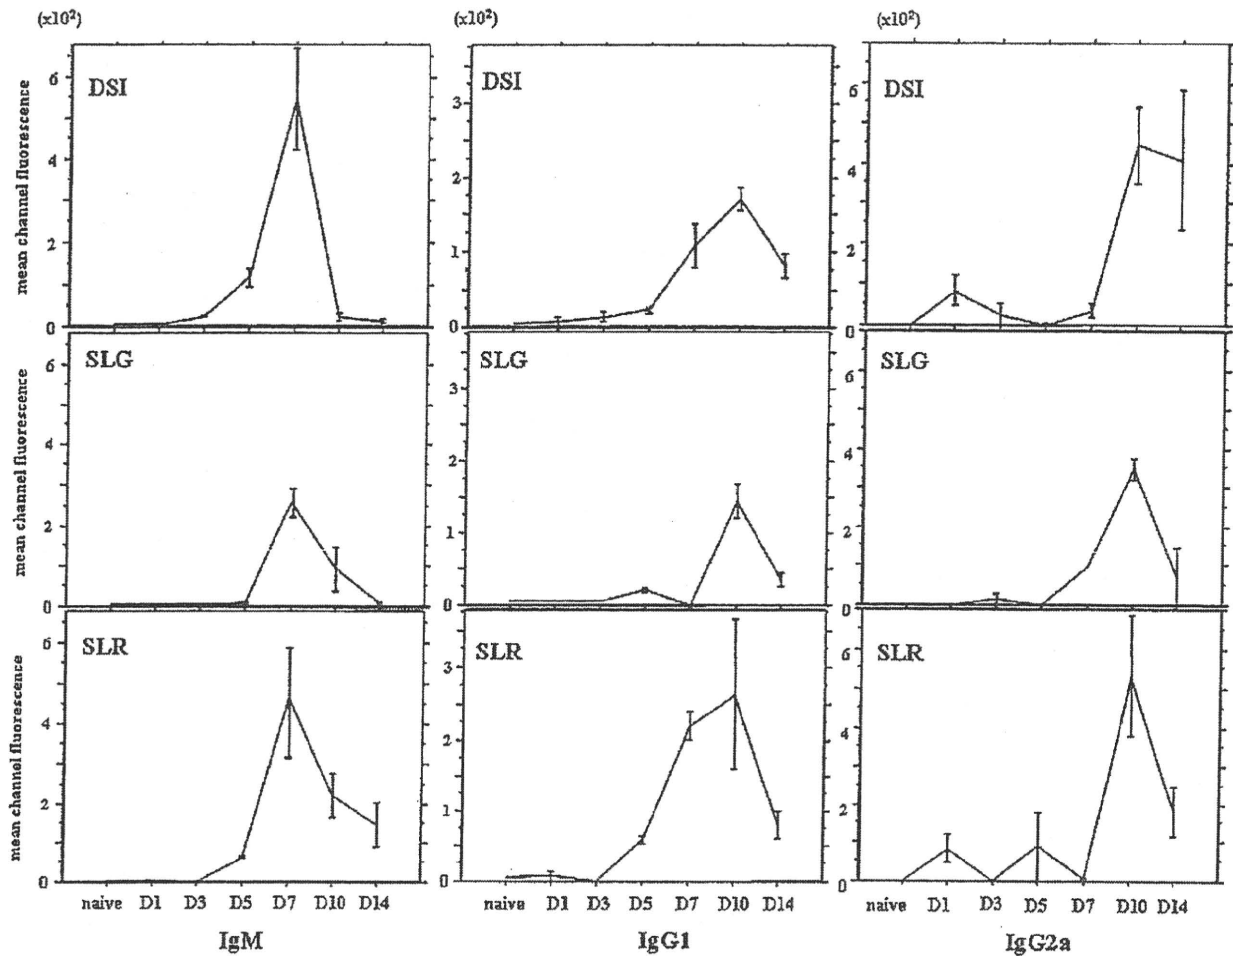 (x10²) (x10²) (x10²)
mean channel fluorescence
6
4
2
0
DSI
3
2
1
0
DSI
6
4
2
0
DSI
mean channel fluorescence
6
4
2
0
SLG
3
2
1
0
SLG
6
4
2
0
SLG
mean channel fluorescence
6
4
2
0
SLR
3
2
1
0
SLR
6
4
2
0
SLR
naive D1 D3 D5 D7 D10 D14
naive D1 D3 D5 D7 D10 D14
naive D1 D3 D5 D7 D10 D14
IgM IgG1 IgG2a